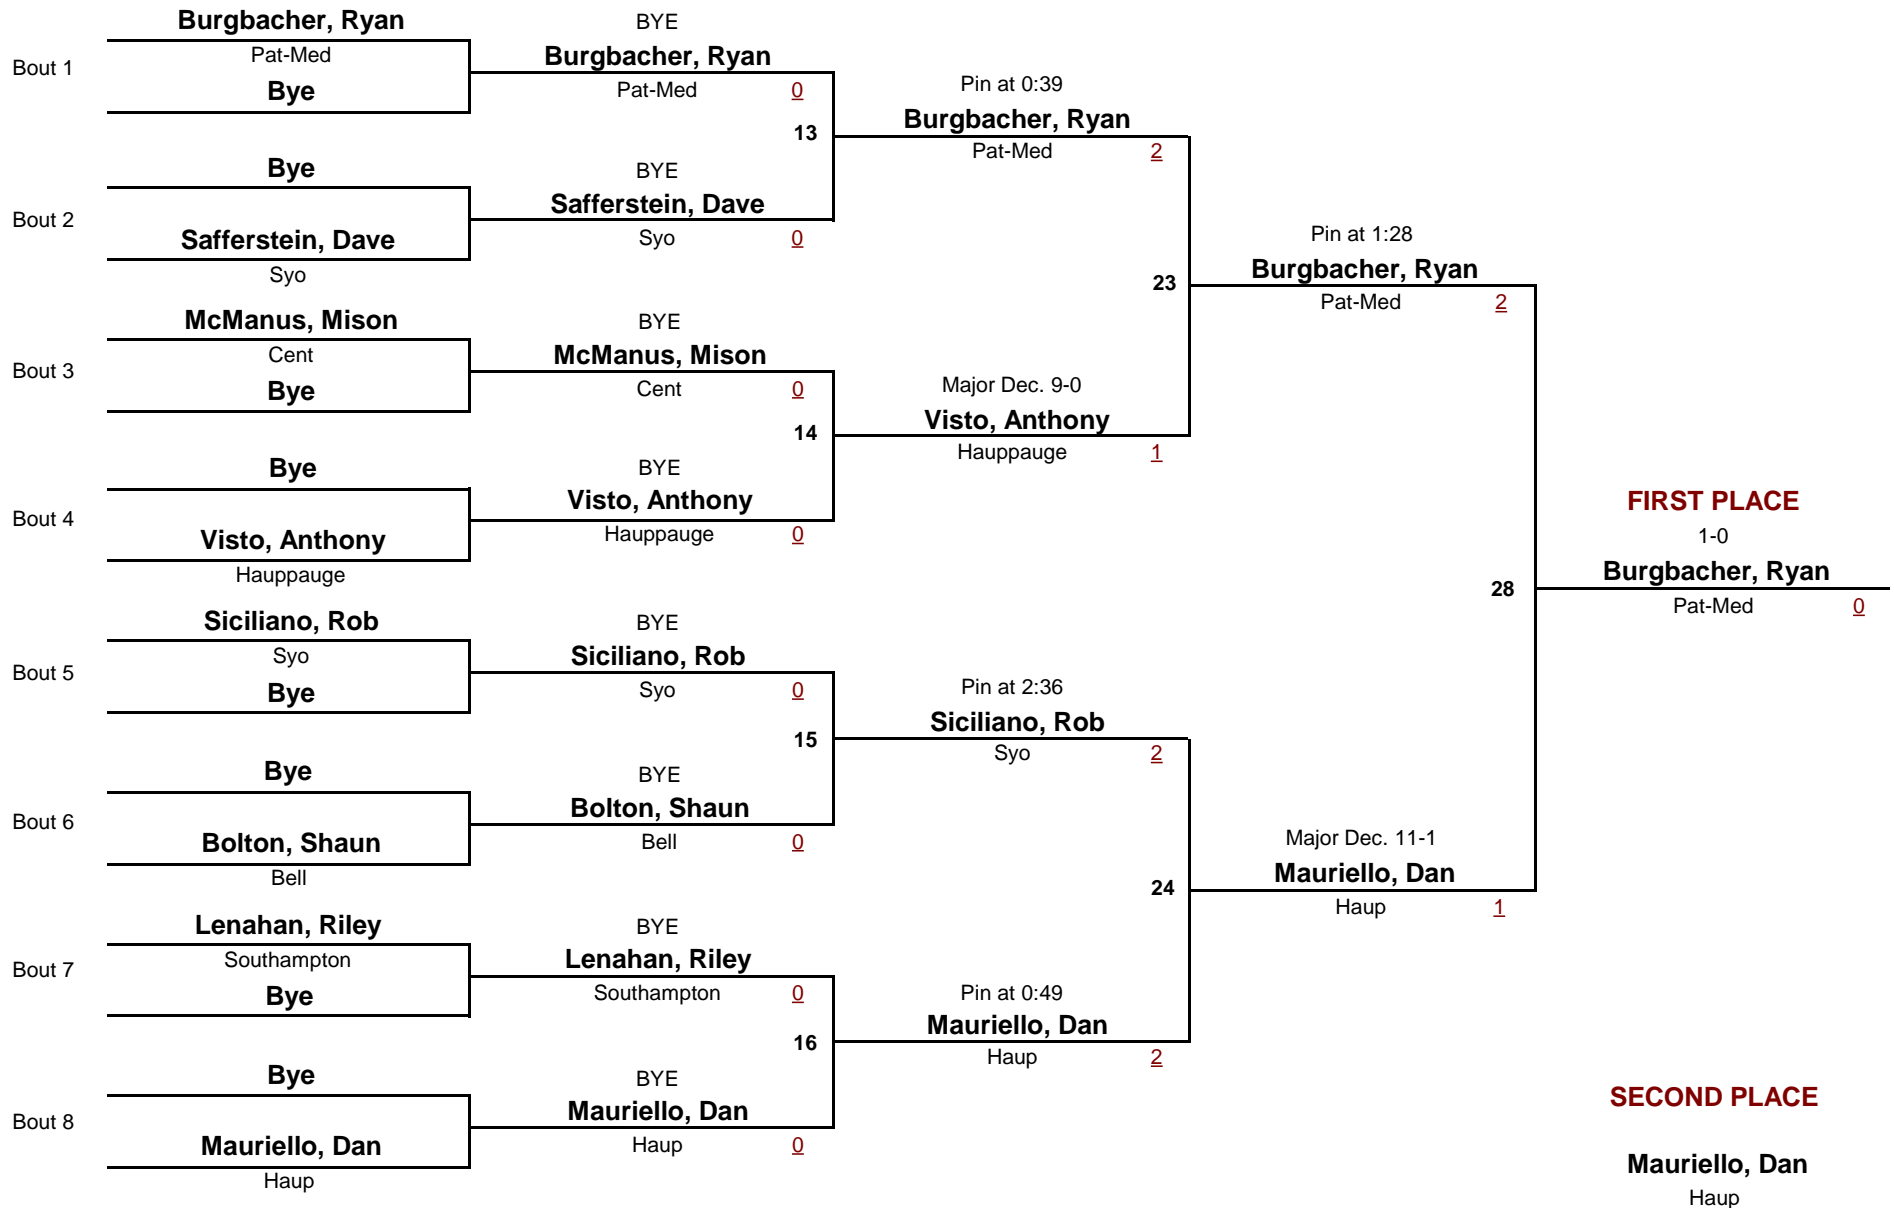 Burgbacher, Ryan
Bout 1
Pat-Med
Bye
Bye
Bout 2
Safferstein, Dave
Syo
McManus, Mison
Bout 3
Cent
Bye
Bye
Bout 4
Visto, Anthony
Hauppauge
Siciliano, Rob
Bout 5
Syo
Bye
Bye
Bout 6
Bolton, Shaun
Bell
Lenahan, Riley
Bout 7
Southampton
Bye
Bye
Bout 8
Mauriello, Dan
Haup
BYE
Burgbacher, Ryan
Pat-Med 0
13
BYE
Safferstein, Dave
Syo 0
BYE
McManus, Mison
Cent 0
14
BYE
Visto, Anthony
Hauppauge 0
BYE
Siciliano, Rob
Syo 0
15
BYE
Bolton, Shaun
Bell 0
BYE
Lenahan, Riley
Southampton 0
16
BYE
Mauriello, Dan
Haup 0
Pin at 0:39
Burgbacher, Ryan
Pat-Med 2
23
Major Dec. 9-0
Visto, Anthony
Hauppauge 1
Pin at 2:36
Siciliano, Rob
Syo 2
24
Pin at 0:49
Mauriello, Dan
Haup 2
Pin at 1:28
Burgbacher, Ryan
Pat-Med 2
28
Major Dec. 11-1
Mauriello, Dan
Haup 1
FIRST PLACE
1-0
Burgbacher, Ryan
Pat-Med 0
SECOND PLACE
Mauriello, Dan
Haup